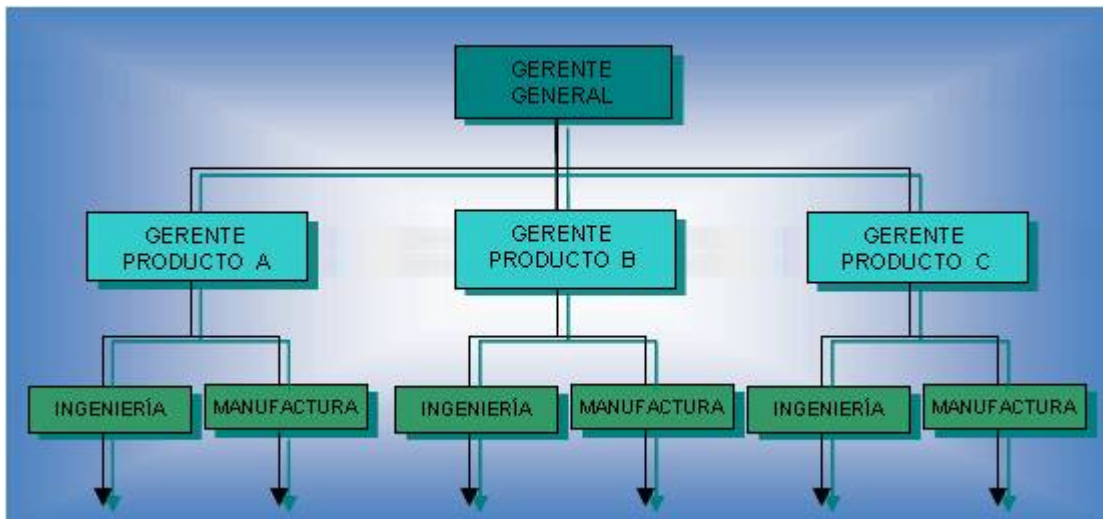 GERENTE
GENERAL
GERENTE
PRODUCTO A
GERENTE
PRODUCTO B
GERENTE
PRODUCTO C
INGENIERÍA
MANUFACTURA
INGENIERÍA
MANUFACTURA
INGENIERÍA
MANUFACTURA